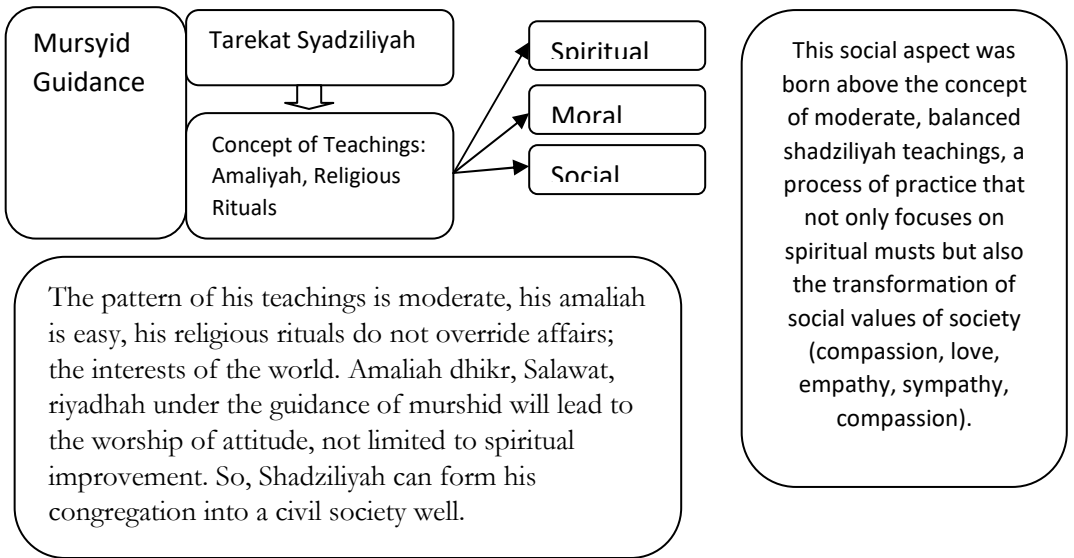 Mursyid
Guidance
Tarekat Syadziliyah
Concept of Teachings:
Amaliyah, Religious
Rituals
Spiritual
Moral
Social
This social aspect was
born above the concept
of moderate, balanced
shadziliyah teachings, a
process of practice that
not only focuses on
spiritual musts but also
the transformation of
social values of society
(compassion, love,
empathy, sympathy,
compassion).
The pattern of his teachings is moderate, his amaliah
is easy, his religious rituals do not override affairs;
the interests of the world. Amaliah dhikr, Salawat,
riyadhah under the guidance of murshid will lead to
the worship of attitude, not limited to spiritual
improvement. So, Shadziliyah can form his
congregation into a civil society well.